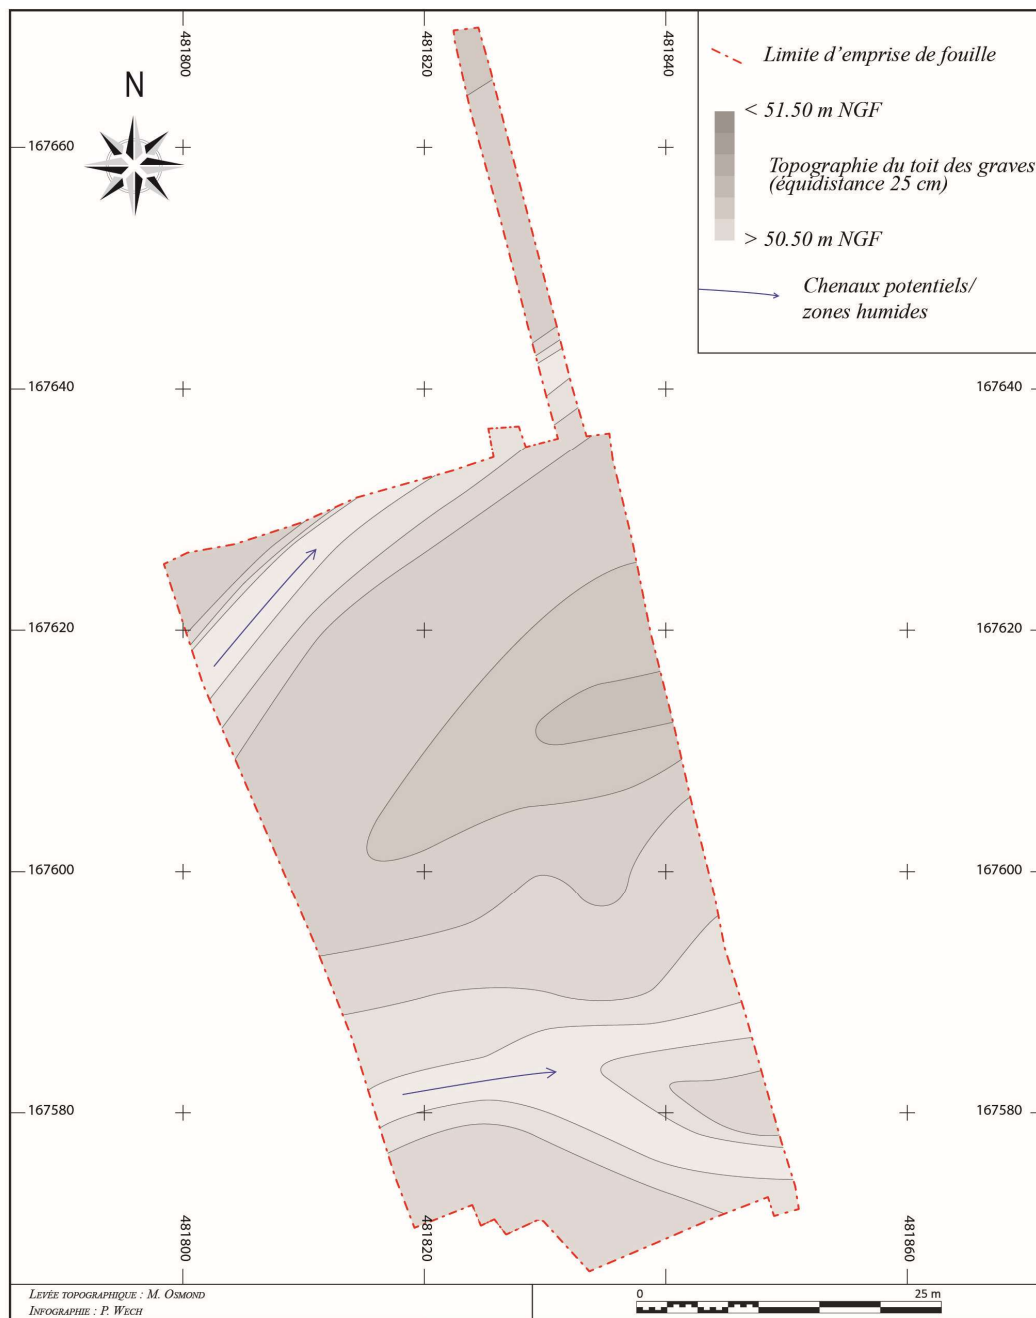 481800
481820
481840
N
Limite d'emprise de fouille
< 51.50 m NGF
Topographie du toit des graves
(équidistance 25 cm)
> 50.50 m NGF
Chenaux potentiels/
zones humides
167660
167640
167640
167620
167620
167600
167600
167580
167580
481800
481820
481860
Levée topographique : M. Osmond
Infographie : P. Wech
0
25 m